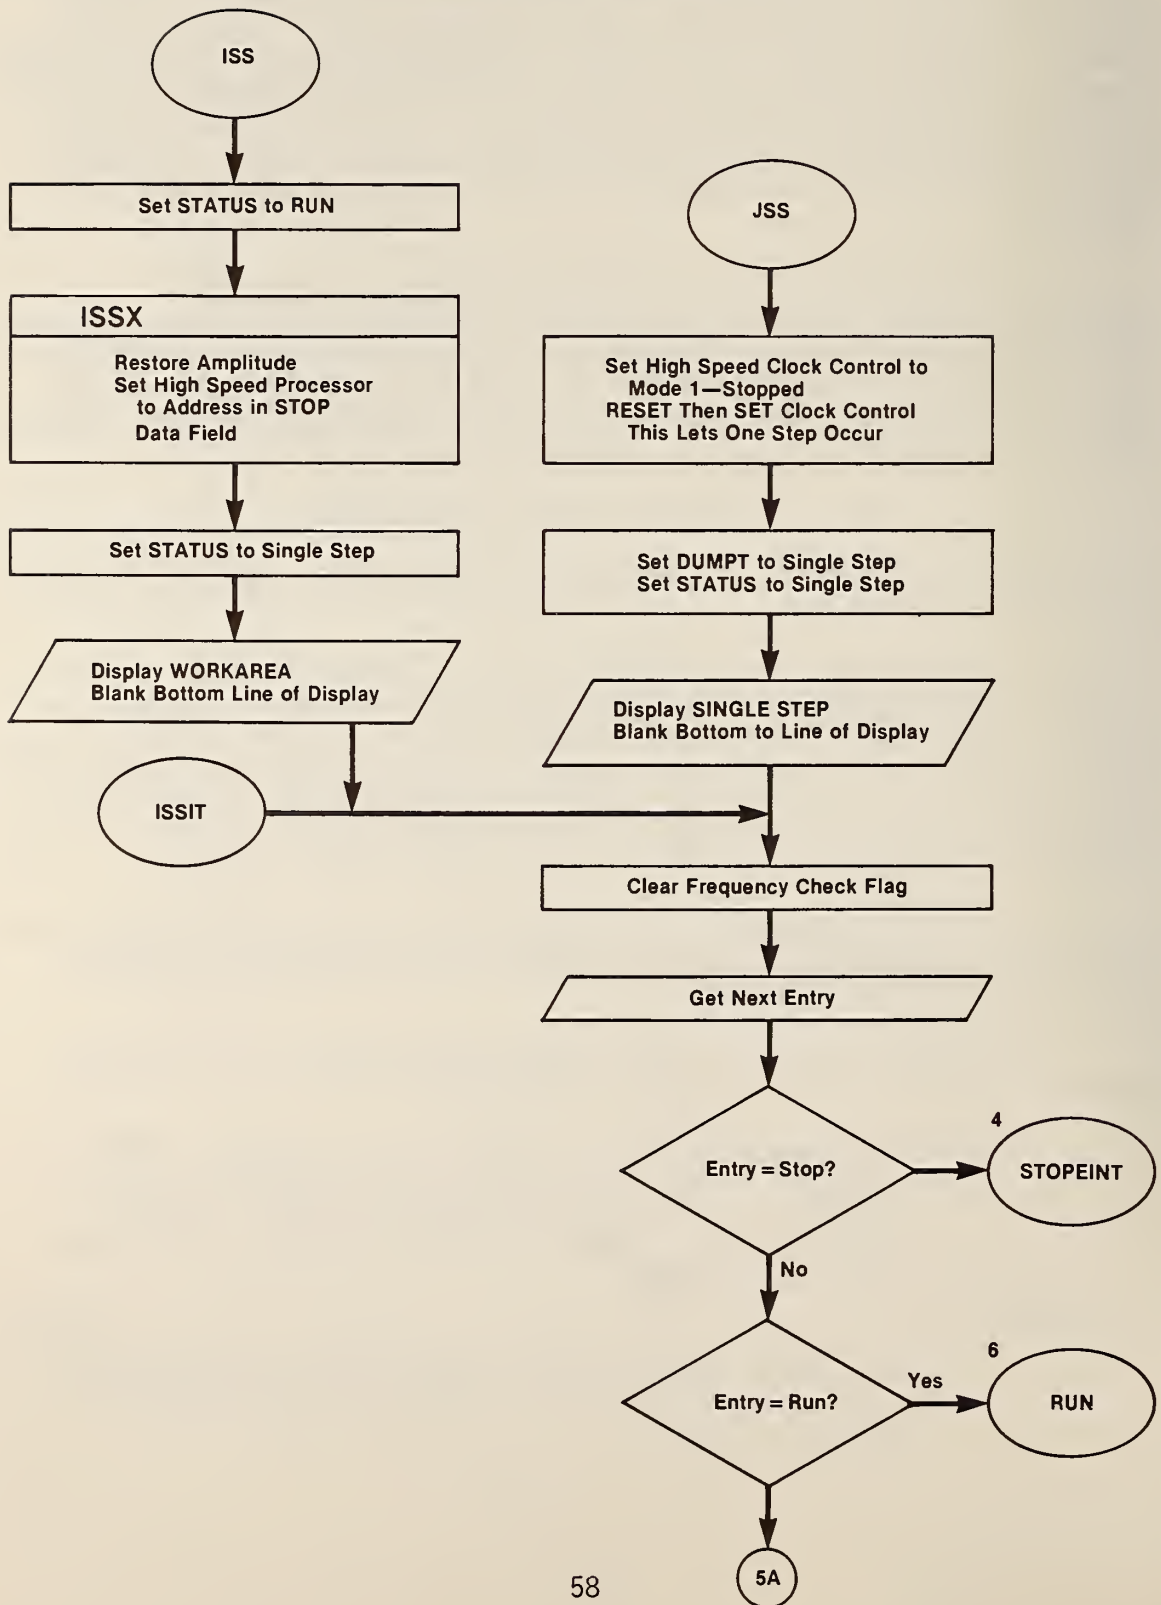 ISS
Set STATUS to RUN
ISSX
Restore Amplitude
Set High Speed Processor
to Address in STOP
Data Field
Set STATUS to Single Step
Display WORKAREA
Blank Bottom Line of Display
ISSIT
JSS
Set High Speed Clock Control to
Mode 1—Stopped
RESET Then SET Clock Control
This Lets One Step Occur
Set DUMPT to Single Step
Set STATUS to Single Step
Display SINGLE STEP
Blank Bottom to Line of Display
Clear Frequency Check Flag
Get Next Entry
Entry = Stop?
4
STOPEINT
No
Entry = Run?
Yes
6
RUN
5A
58